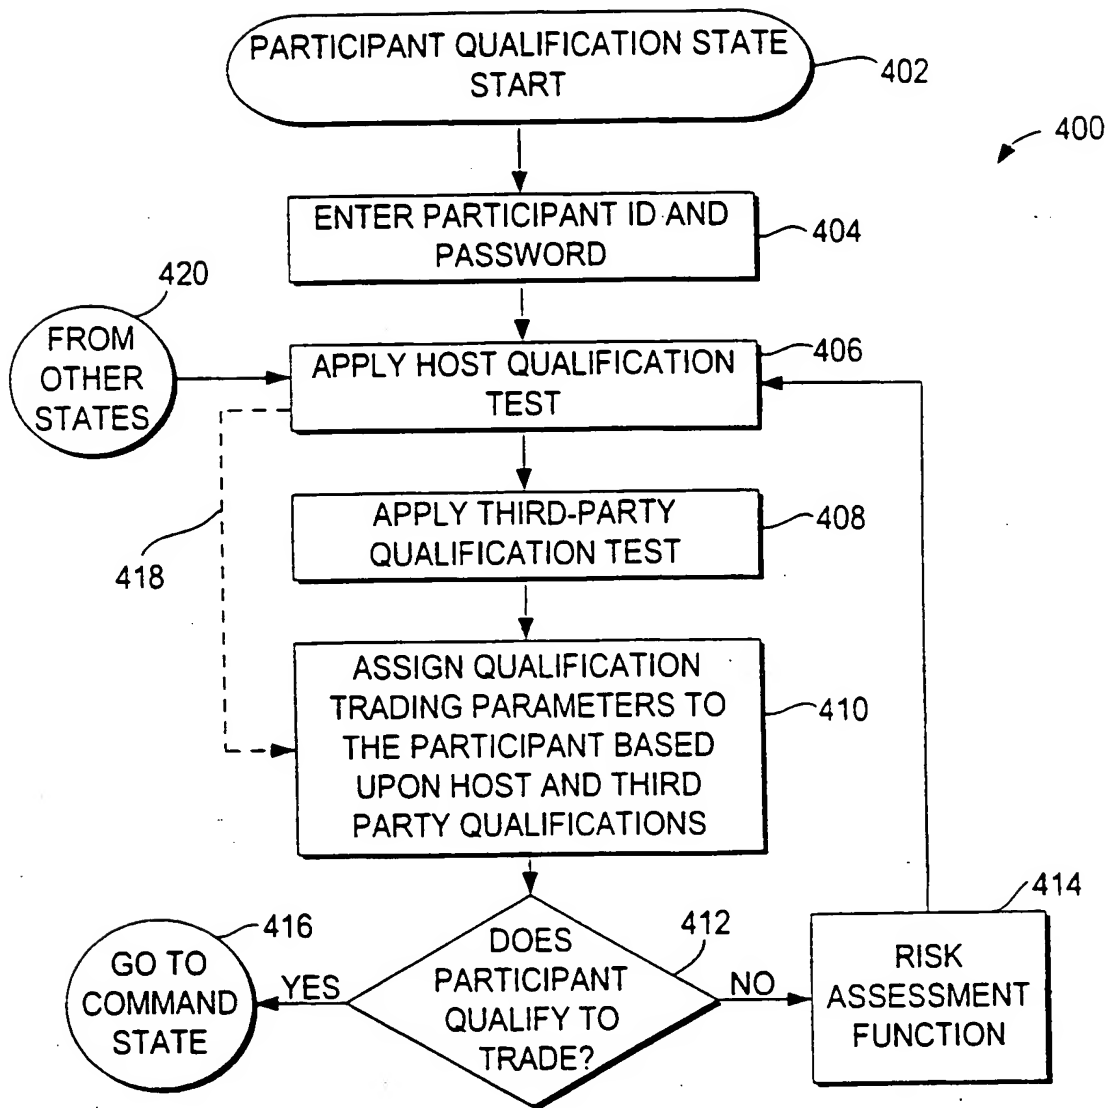 PARTICIPANT QUALIFICATION STATE
START
402
400
ENTER PARTICIPANT ID AND
PASSWORD
404
420
FROM
OTHER
STATES
APPLY HOST QUALIFICATION
TEST
406
APPLY THIRD-PARTY
QUALIFICATION TEST
408
418
ASSIGN QUALIFICATION
TRADING PARAMETERS TO
THE PARTICIPANT BASED
UPON HOST AND THIRD
PARTY QUALIFICATIONS
410
416
GO TO
COMMAND
STATE
YES
DOES
PARTICIPANT
QUALIFY TO
TRADE?
412
NO
414
RISK
ASSESSMENT
FUNCTION